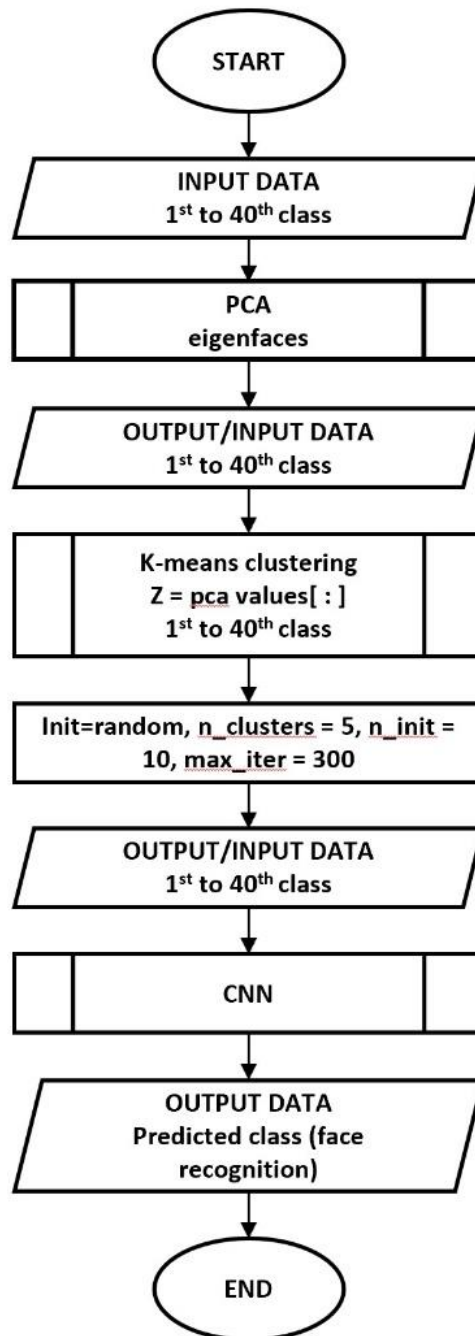 START
INPUT DATA
1st to 40th class
PCA
eigenfaces
OUTPUT/INPUT DATA
1st to 40th class
K-means clustering
Z = pca values[ : ]
1st to 40th class
Init=random, n_clusters = 5, n_init =
10, max_iter = 300
OUTPUT/INPUT DATA
1st to 40th class
CNN
OUTPUT DATA
Predicted class (face
recognition)
END